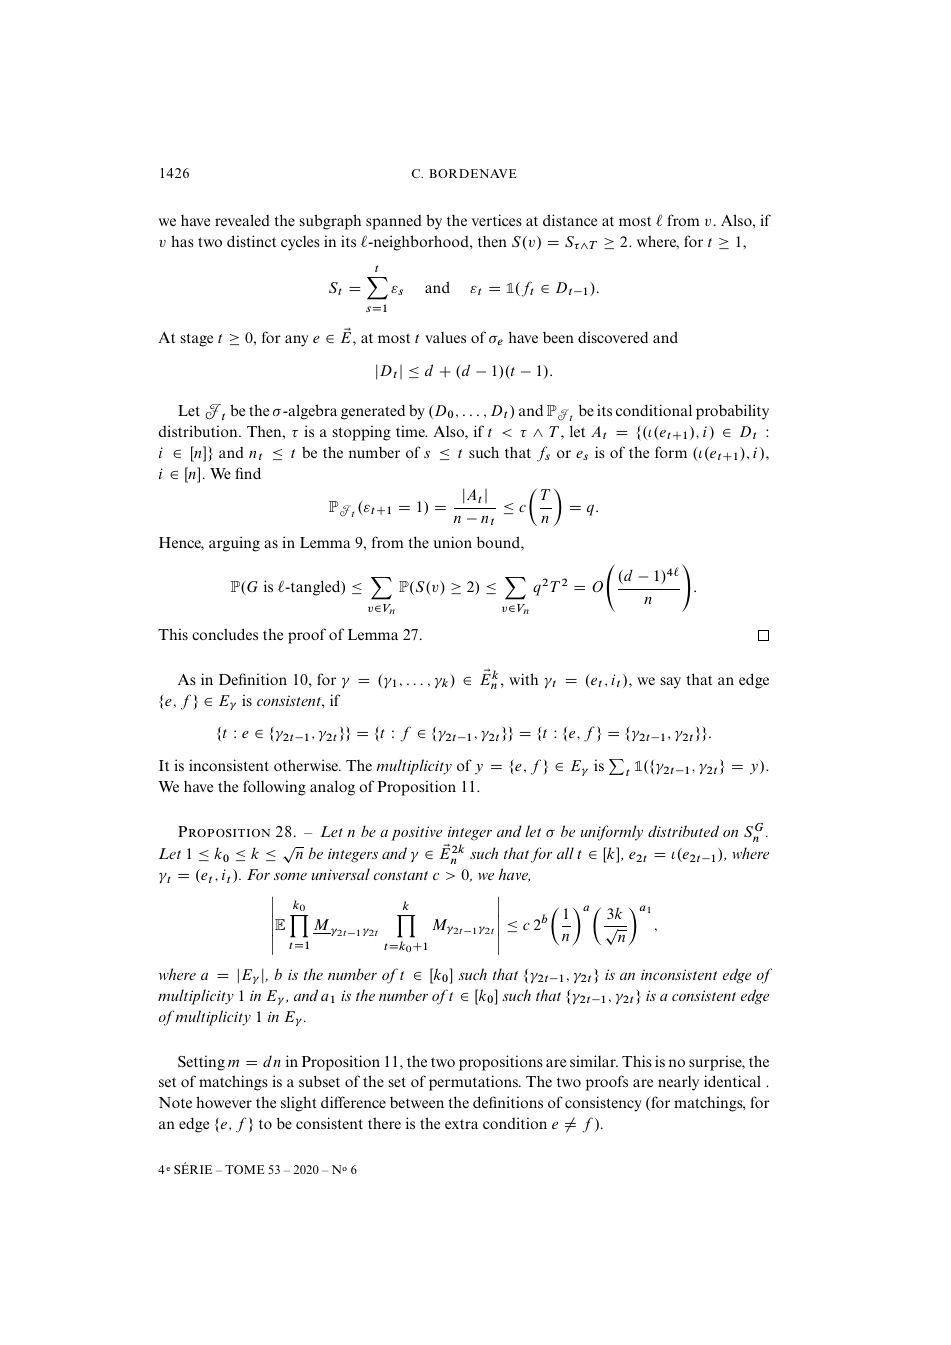 1426 C. BORDENAVE
we have revealed the subgraph spanned by the vertices at distance at most ℓ from v. Also, if
v has two distinct cycles in its ℓ-neighborhood, then S(v) = S_{τ∧T} ≥ 2. where, for t ≥ 1,
S_t = ∑_{s=1}^{t} ε_s and ε_t = 𝟙(f_t ∈ D_{t−1}).
At stage t ≥ 0, for any e ∈ \vec{E}, at most t values of σ_e have been discovered and
|D_t| ≤ d + (d − 1)(t − 1).
Let ℱ_t be the σ-algebra generated by (D_0, . . . , D_t) and ℙ_{ℱ_t} be its conditional probability
distribution. Then, τ is a stopping time. Also, if t < τ ∧ T, let A_t = {(ι(e_{t+1}), i) ∈ D_t :
i ∈ [n]} and n_t ≤ t be the number of s ≤ t such that f_s or e_s is of the form (ι(e_{t+1}), i),
i ∈ [n]. We find
ℙ_{ℱ_t}(ε_{t+1} = 1) = \frac{|A_t|}{n − n_t} ≤ c(\frac{T}{n}) = q.
Hence, arguing as in Lemma 9, from the union bound,
ℙ(G is ℓ-tangled) ≤ ∑_{v∈V_n} ℙ(S(v) ≥ 2) ≤ ∑_{v∈V_n} q^2 T^2 = O(\frac{(d − 1)^{4ℓ}}{n}).
This concludes the proof of Lemma 27. □
As in Definition 10, for γ = (γ_1, . . . , γ_k) ∈ \vec{E}_n^k, with γ_t = (e_t, i_t), we say that an edge
{e, f} ∈ E_γ is consistent, if
{t : e ∈ {γ_{2t−1}, γ_{2t}}} = {t : f ∈ {γ_{2t−1}, γ_{2t}}} = {t : {e, f} = {γ_{2t−1}, γ_{2t}}}.
It is inconsistent otherwise. The multiplicity of y = {e, f} ∈ E_γ is ∑_t 𝟙({γ_{2t−1}, γ_{2t}} = y).
We have the following analog of Proposition 11.
PROPOSITION 28. – Let n be a positive integer and let σ be uniformly distributed on S_n^G.
Let 1 ≤ k_0 ≤ k ≤ √n be integers and γ ∈ \vec{E}_n^{2k} such that for all t ∈ [k], e_{2t} = ι(e_{2t−1}), where
γ_t = (e_t, i_t). For some universal constant c > 0, we have,
|𝔼 ∏_{t=1}^{k_0} \underline{M}_{γ_{2t−1}γ_{2t}} ∏_{t=k_0+1}^{k} M_{γ_{2t−1}γ_{2t}}| ≤ c 2^b (\frac{1}{n})^a (\frac{3k}{√n})^{a_1},
where a = |E_γ|, b is the number of t ∈ [k_0] such that {γ_{2t−1}, γ_{2t}} is an inconsistent edge of
multiplicity 1 in E_γ, and a_1 is the number of t ∈ [k_0] such that {γ_{2t−1}, γ_{2t}} is a consistent edge
of multiplicity 1 in E_γ.
Setting m = dn in Proposition 11, the two propositions are similar. This is no surprise, the
set of matchings is a subset of the set of permutations. The two proofs are nearly identical .
Note however the slight difference between the definitions of consistency (for matchings, for
an edge {e, f} to be consistent there is the extra condition e ≠ f).
4^e SÉRIE – TOME 53 – 2020 – N^o 6